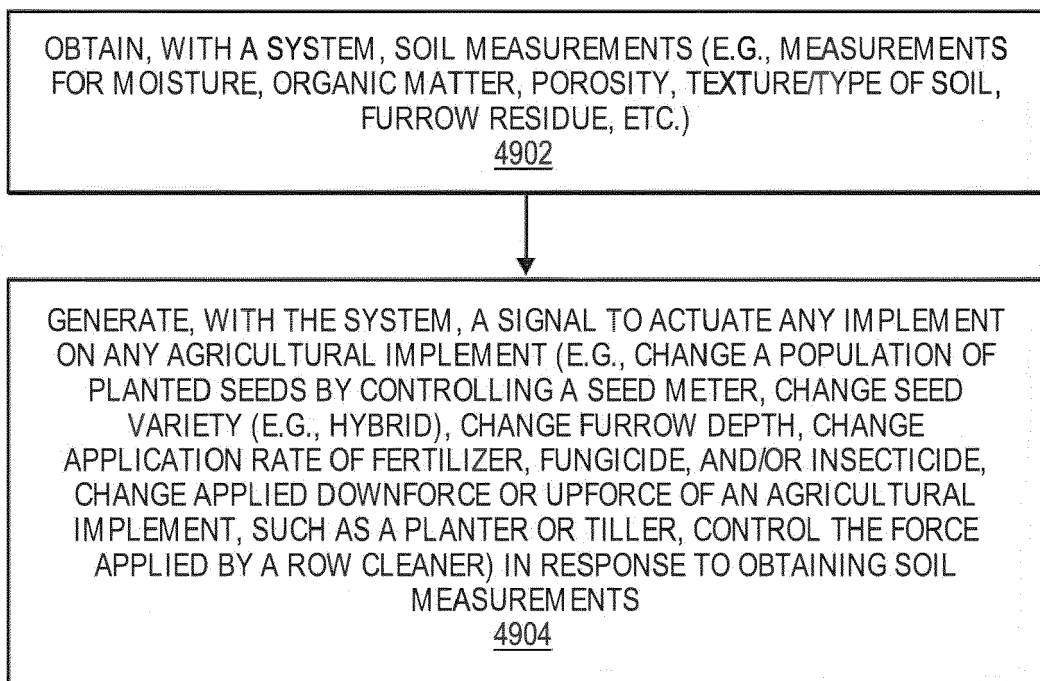 OBTAIN, WITH A SYSTEM, SOIL MEASUREMENTS (E.G., MEASUREMENTS
FOR MOISTURE, ORGANIC MATTER, POROSITY, TEXTURE/TYPE OF SOIL,
FURROW RESIDUE, ETC.)
4902
GENERATE, WITH THE SYSTEM, A SIGNAL TO ACTUATE ANY IMPLEMENT
ON ANY AGRICULTURAL IMPLEMENT (E.G., CHANGE A POPULATION OF
PLANTED SEEDS BY CONTROLLING A SEED METER, CHANGE SEED
VARIETY (E.G., HYBRID), CHANGE FURROW DEPTH, CHANGE
APPLICATION RATE OF FERTILIZER, FUNGICIDE, AND/OR INSECTICIDE,
CHANGE APPLIED DOWNFORCE OR UPFORCE OF AN AGRICULTURAL
IMPLEMENT, SUCH AS A PLANTER OR TILLER, CONTROL THE FORCE
APPLIED BY A ROW CLEANER) IN RESPONSE TO OBTAINING SOIL
MEASUREMENTS
4904